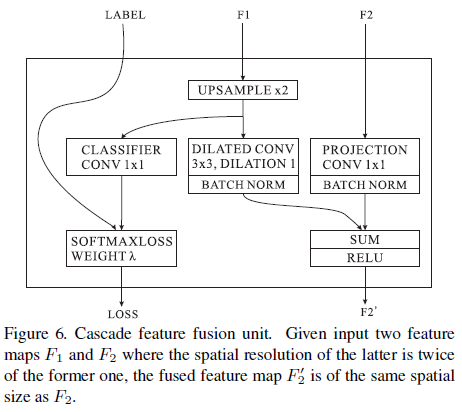 LABEL F1 F2
UPSAMPLE x2
CLASSIFIER
CONV 1x1
DILATED CONV
3x3, DILATION 1
BATCH NORM
PROJECTION
CONV 1x1
BATCH NORM
SOFTMAXLOSS
WEIGHT λ
SUM
RELU
LOSS F2'
Figure 6. Cascade feature fusion unit. Given input two feature
maps F₁ and F₂ where the spatial resolution of the latter is twice
of the former one, the fused feature map F₂′ is of the same spatial
size as F₂.